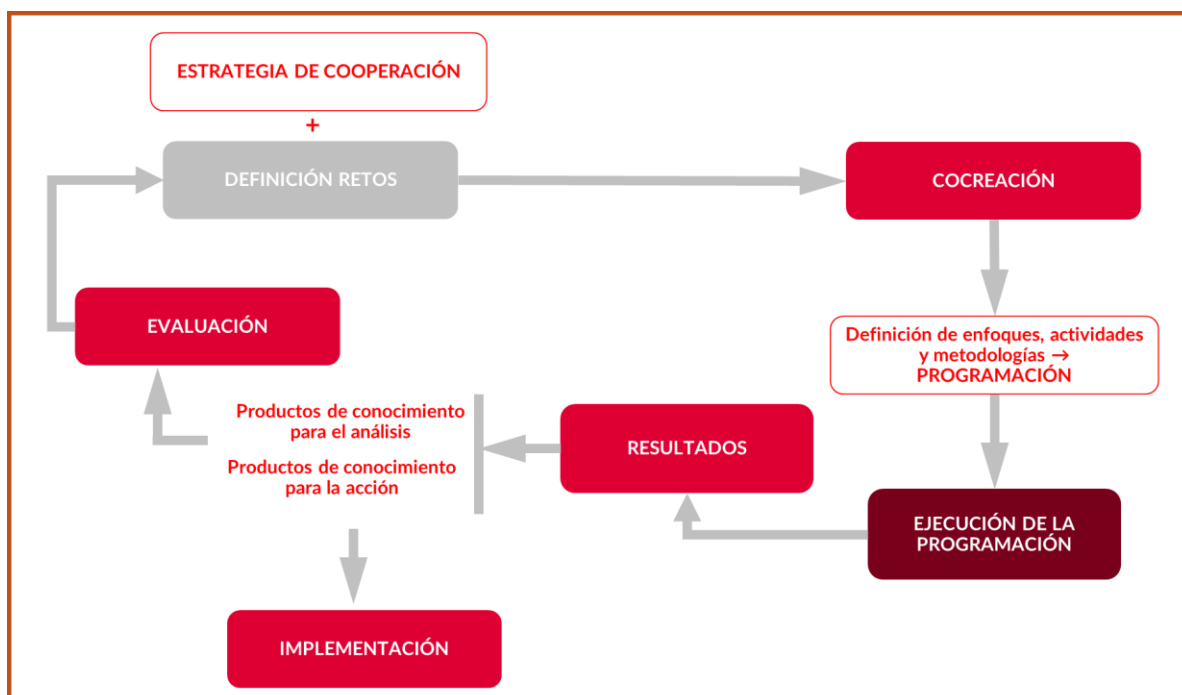 ESTRATEGIA DE COOPERACIÓN
+
DEFINICIÓN RETOS
COCREACIÓN
EVALUACIÓN
Definición de enfoques, actividades
y metodologías →
PROGRAMACIÓN
Productos de conocimiento
para el análisis
Productos de conocimiento
para la acción
RESULTADOS
EJECUCIÓN DE LA
PROGRAMACIÓN
IMPLEMENTACIÓN